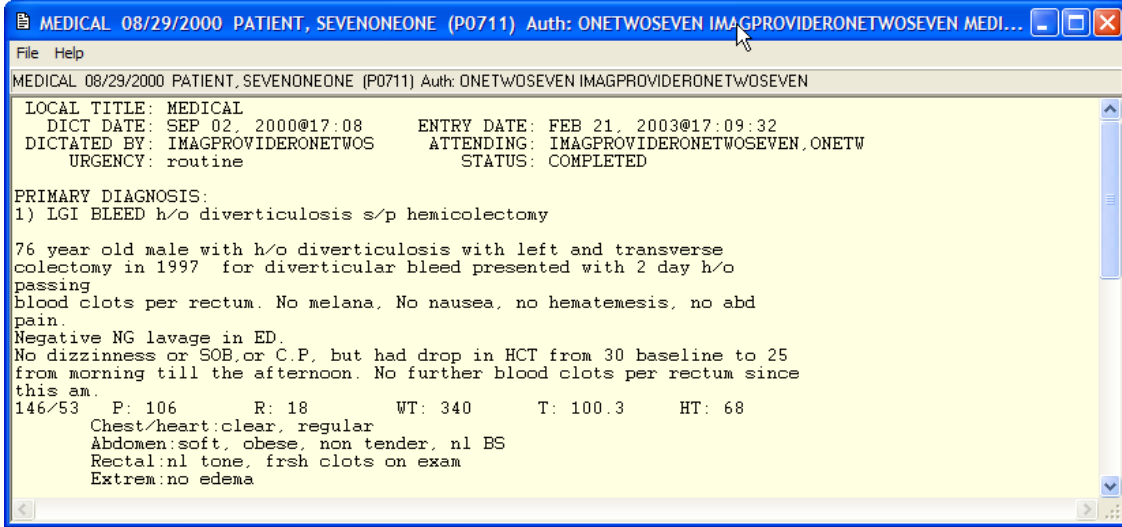 MEDICAL 08/29/2000 PATIENT, SEVENONEONE (P0711) Auth: ONETWOSEVEN IMAGPROVIDERONETWOSEVEN MEDI...
File Help
MEDICAL 08/29/2000 PATIENT, SEVENONEONE (P0711) Auth: ONETWOSEVEN IMAGPROVIDERONETWOSEVEN
LOCAL TITLE: MEDICAL
DICT DATE: SEP 02, 2000@17:08 ENTRY DATE: FEB 21, 2003@17:09:32
DICTATED BY: IMAGPROVIDERONETWOS ATTENDING: IMAGPROVIDERONETWOSEVEN,ONETW
URGENCY: routine STATUS: COMPLETED
PRIMARY DIAGNOSIS:
1) LGI BLEED h/o diverticulosis s/p hemicolectomy
76 year old male with h/o diverticulosis with left and transverse
colectomy in 1997 for diverticular bleed presented with 2 day h/o
passing
blood clots per rectum. No melana, No nausea, no hematemesis, no abd
pain.
Negative NG lavage in ED.
No dizzinness or SOB,or C.P, but had drop in HCT from 30 baseline to 25
from morning till the afternoon. No further blood clots per rectum since
this am.
146/53 P: 106 R: 18 WT: 340 T: 100.3 HT: 68
Chest/heart:clear, regular
Abdomen:soft, obese, non tender, nl BS
Rectal:nl tone, frsh clots on exam
Extrem:no edema